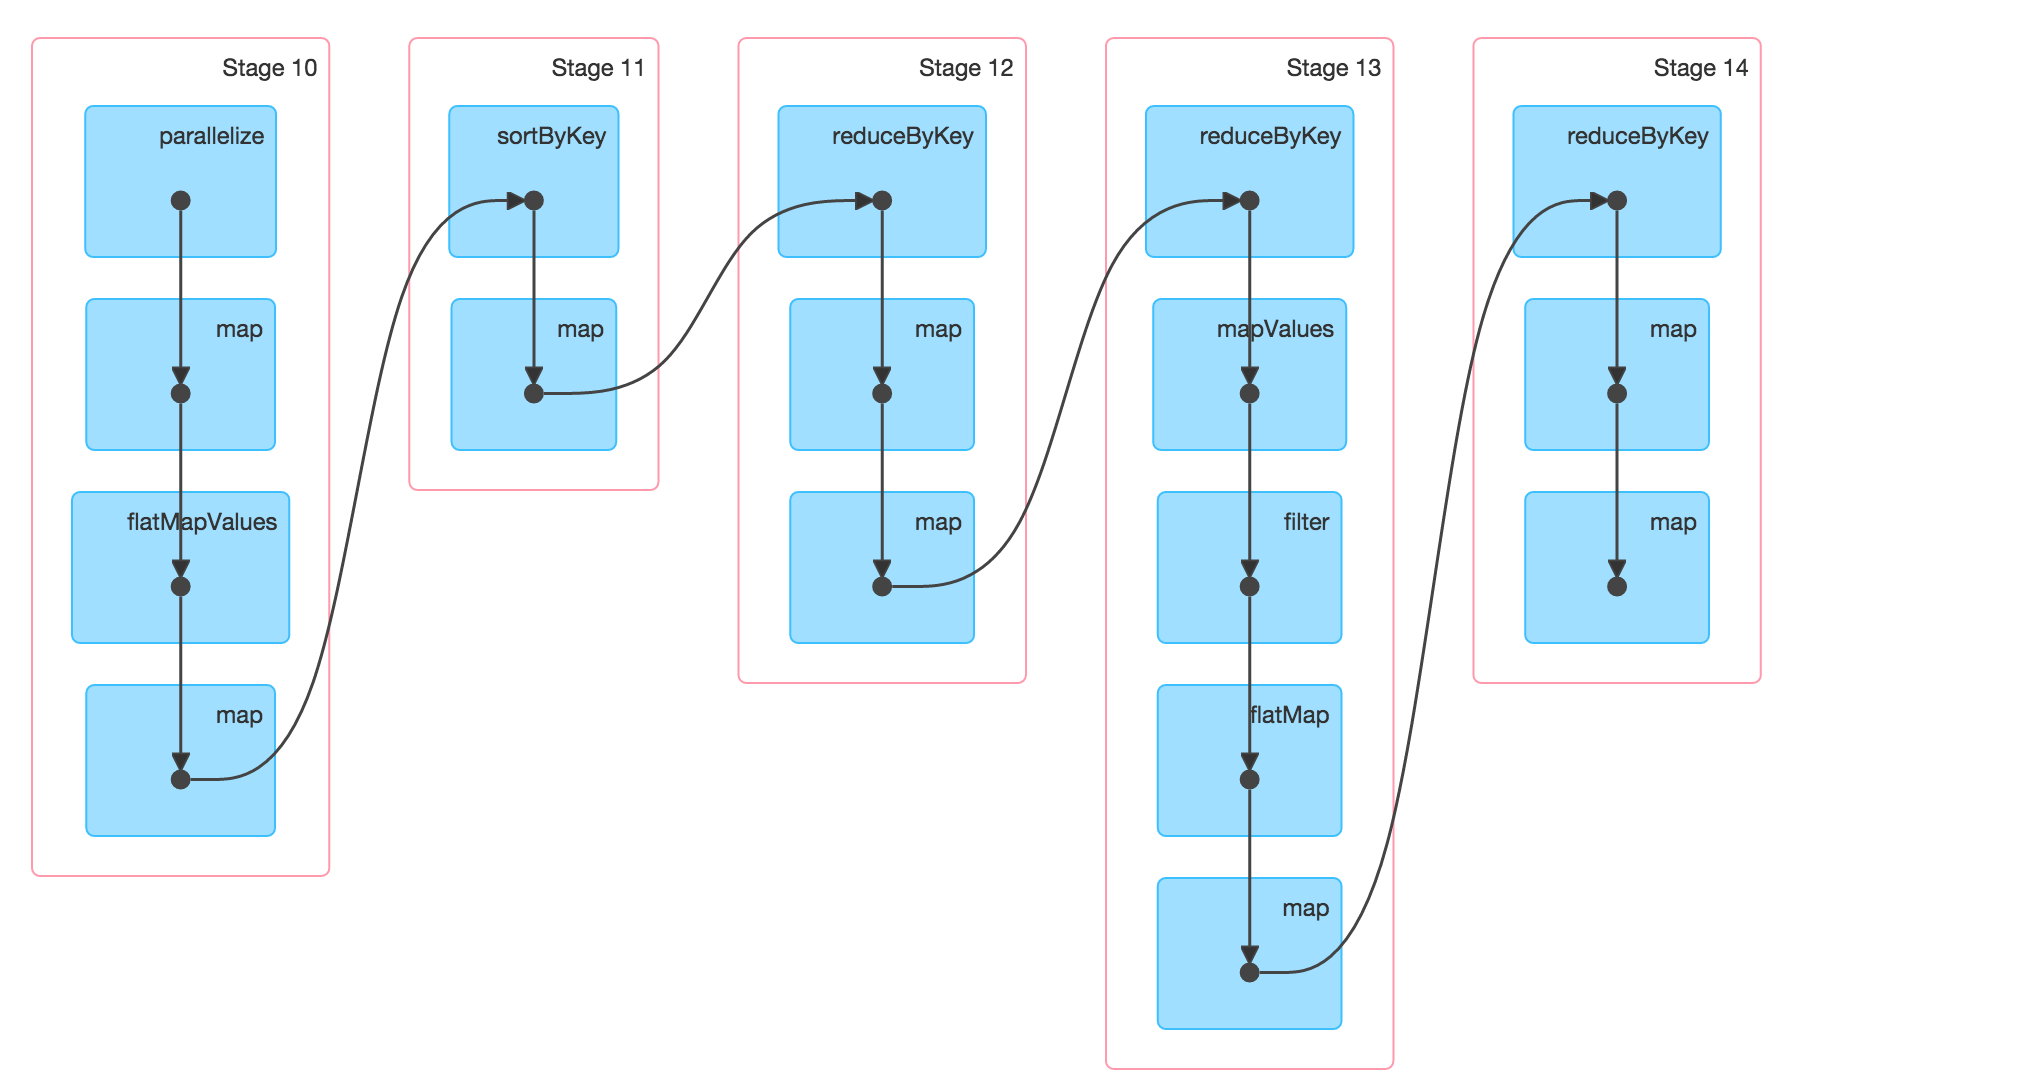 Stage 10
parallelize
map
flatMapValues
map
Stage 11
sortByKey
map
Stage 12
reduceByKey
map
map
Stage 13
reduceByKey
mapValues
filter
flatMap
map
Stage 14
reduceByKey
map
map